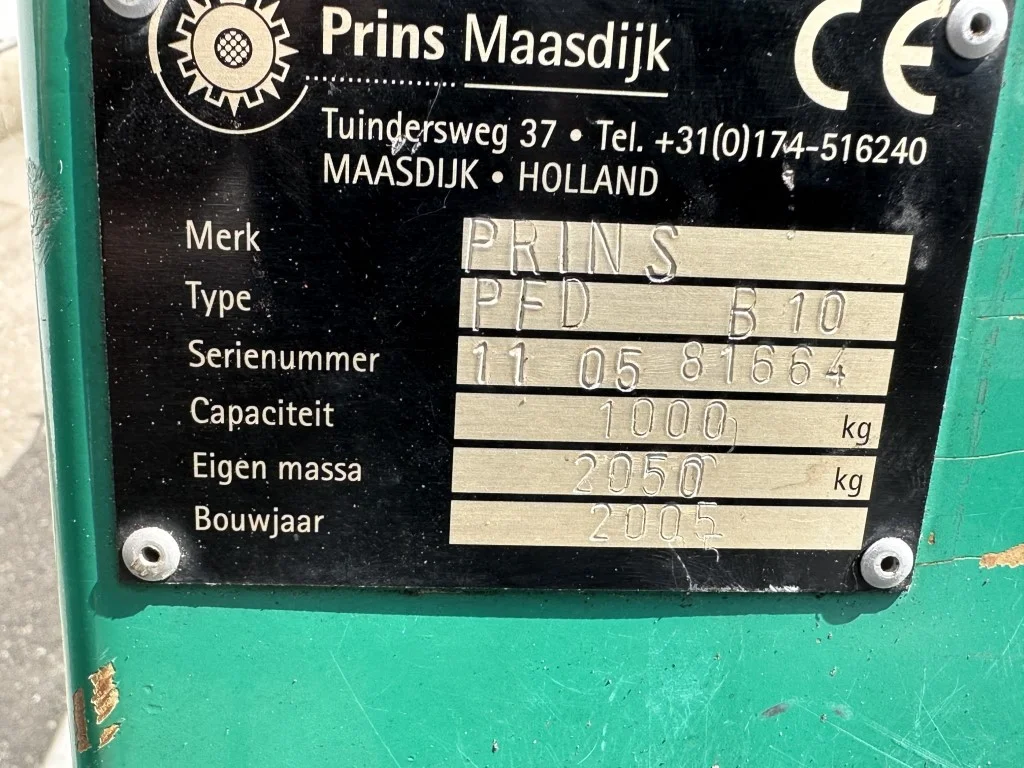 Prins Maasdijk CE
Tuindersweg 37 • Tel. +31(0)174-516240
MAASDIJK • HOLLAND
Merk PRINS
Type PFD B10
Serienummer 11 05 81664
Capaciteit 1000 kg
Eigen massa 2050 kg
Bouwjaar 2005